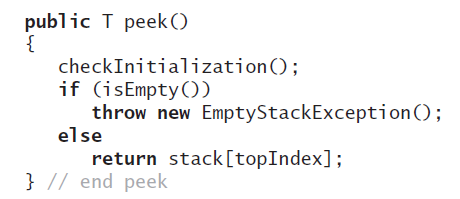 public T peek()
{
checkInitialization();
if (isEmpty())
throw new EmptyStackException();
else
return stack[topIndex];
} // end peek